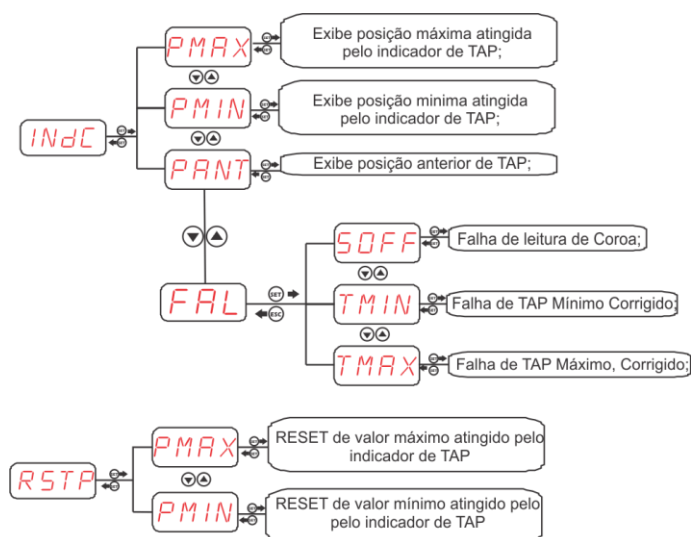 PMAX
Exibe posição máxima atingida
pelo indicador de TAP;
INdC
PMIN
Exibe posição minima atingida
pelo indicador de TAP;
PANT
Exibe posição anterior de TAP;
SOFF
Falha de leitura de Coroa;
FAL
SET
ESC
TMIN
Falha de TAP Mínimo Corrigido;
TMAX
Falha de TAP Máximo, Corrigido;
RSTP
PMAX
RESET de valor máximo atingido pelo
indicador de TAP
PMIN
RESET de valor mínimo atingido pelo
pelo indicador de TAP